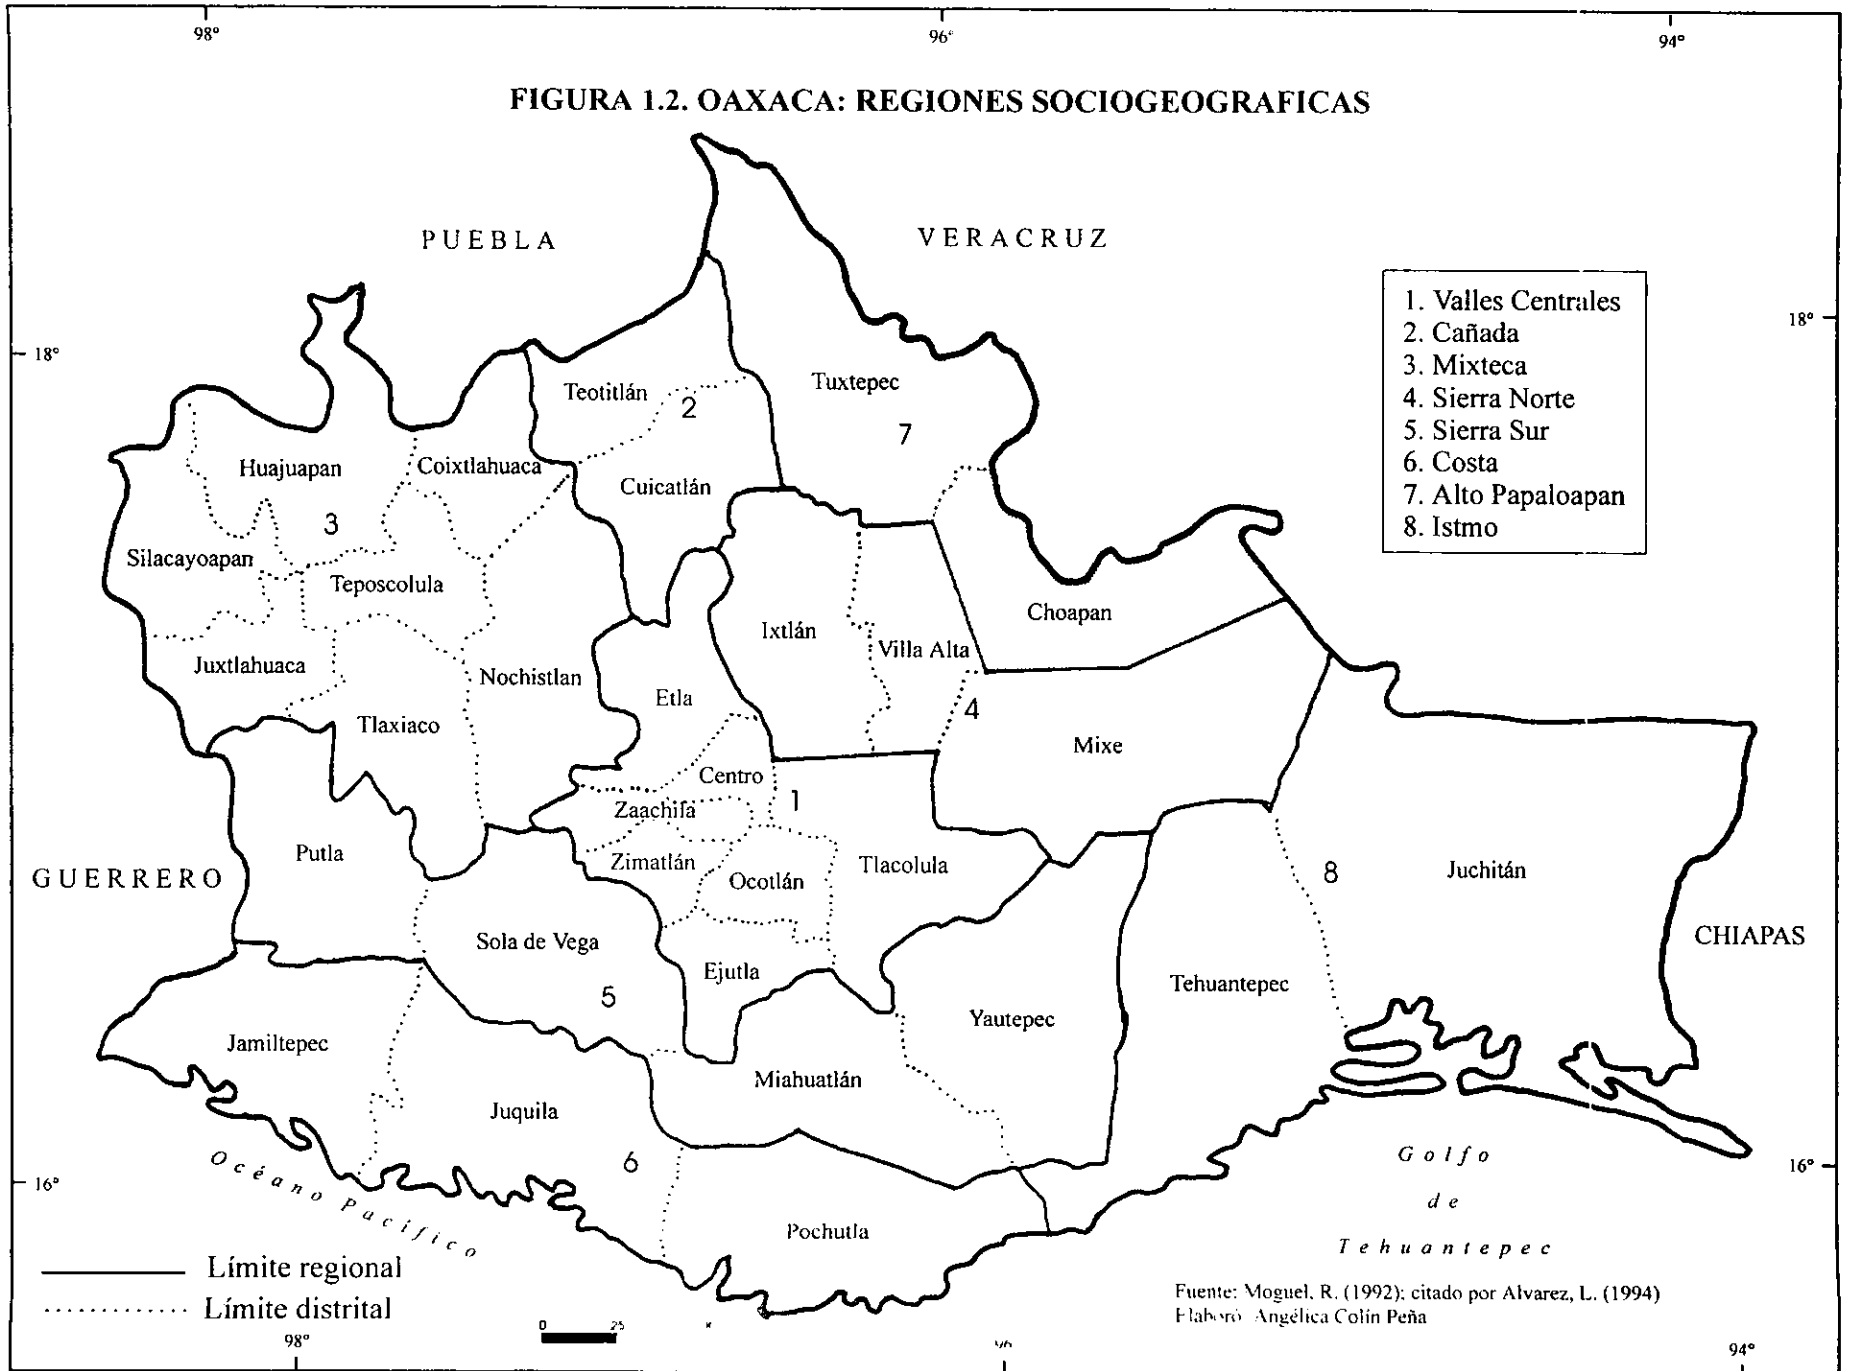 98°
96°
94°
FIGURA 1.2. OAXACA: REGIONES SOCIOGEOGRAFICAS
PUEBLA
VERACRUZ
1. Valles Centrales
2. Cañada
3. Mixteca
4. Sierra Norte
5. Sierra Sur
6. Costa
7. Alto Papaloapan
8. Istmo
18°
18°
Teotitlán
2
Tuxtepec
7
Huajuapan
Coixtlahuaca
Cuicatlán
3
Silacayoapan
Teposcolula
Ixtlán
Villa Alta
Choapan
Juxtlahuaca
Nochistlan
Etla
4
Tlaxiaco
Mixe
Centro
1
Zaachila
Putla
Zimatlán
Ocotlán
Tlacolula
8
Juchitán
GUERRERO
CHIAPAS
Sola de Vega
5
Ejutla
Tehuantepec
Yautepec
Jamiltepec
Miahuatlán
Juquila
6
Pochutla
16°
16°
Océano Pacífico
Golfo
de
Tehuantepec
Límite regional
Límite distrital
Fuente: Moguel, R. (1992); citado por Alvarez, L. (1994)
Elaboró Angélica Colín Peña
0 25
98°
94°